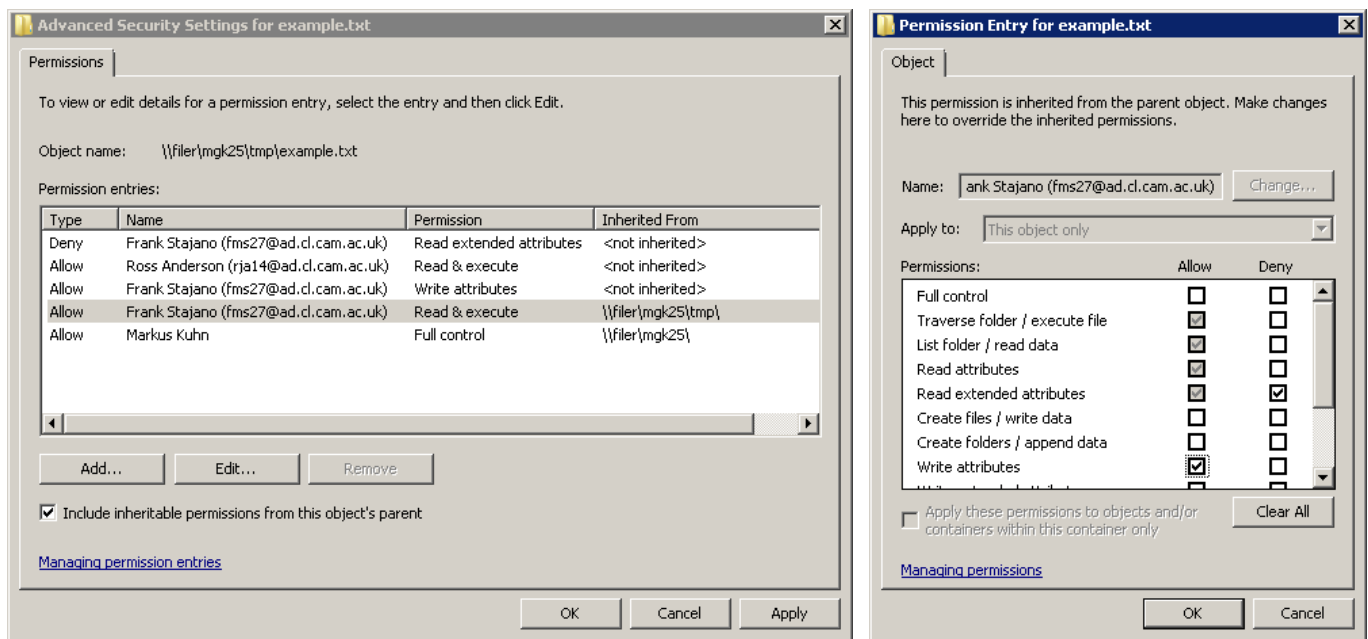 Advanced Security Settings for example.txt
Permissions
To view or edit details for a permission entry, select the entry and then click Edit.
Object name: \\filer\mgk25\tmp\example.txt
Permission entries:
Type Name Permission Inherited From
Deny Frank Stajano (fms27@ad.cl.cam.ac.uk) Read extended attributes <not inherited>
Allow Ross Anderson (rja14@ad.cl.cam.ac.uk) Read & execute <not inherited>
Allow Frank Stajano (fms27@ad.cl.cam.ac.uk) Write attributes <not inherited>
Allow Frank Stajano (fms27@ad.cl.cam.ac.uk) Read & execute \\filer\mgk25\tmp\
Allow Markus Kuhn Full control \\filer\mgk25\
Add... Edit... Remove
Include inheritable permissions from this object's parent
Managing permission entries
OK Cancel Apply
Permission Entry for example.txt
Object
This permission is inherited from the parent object. Make changes
here to override the inherited permissions.
Name: ank Stajano (fms27@ad.cl.cam.ac.uk) Change...
Apply to: This object only
Permissions: Allow Deny
Full control
Traverse folder / execute file
List folder / read data
Read attributes
Read extended attributes
Create files / write data
Create folders / append data
Write attributes
Apply these permissions to objects and/or
containers within this container only
Clear All
Managing permissions
OK Cancel